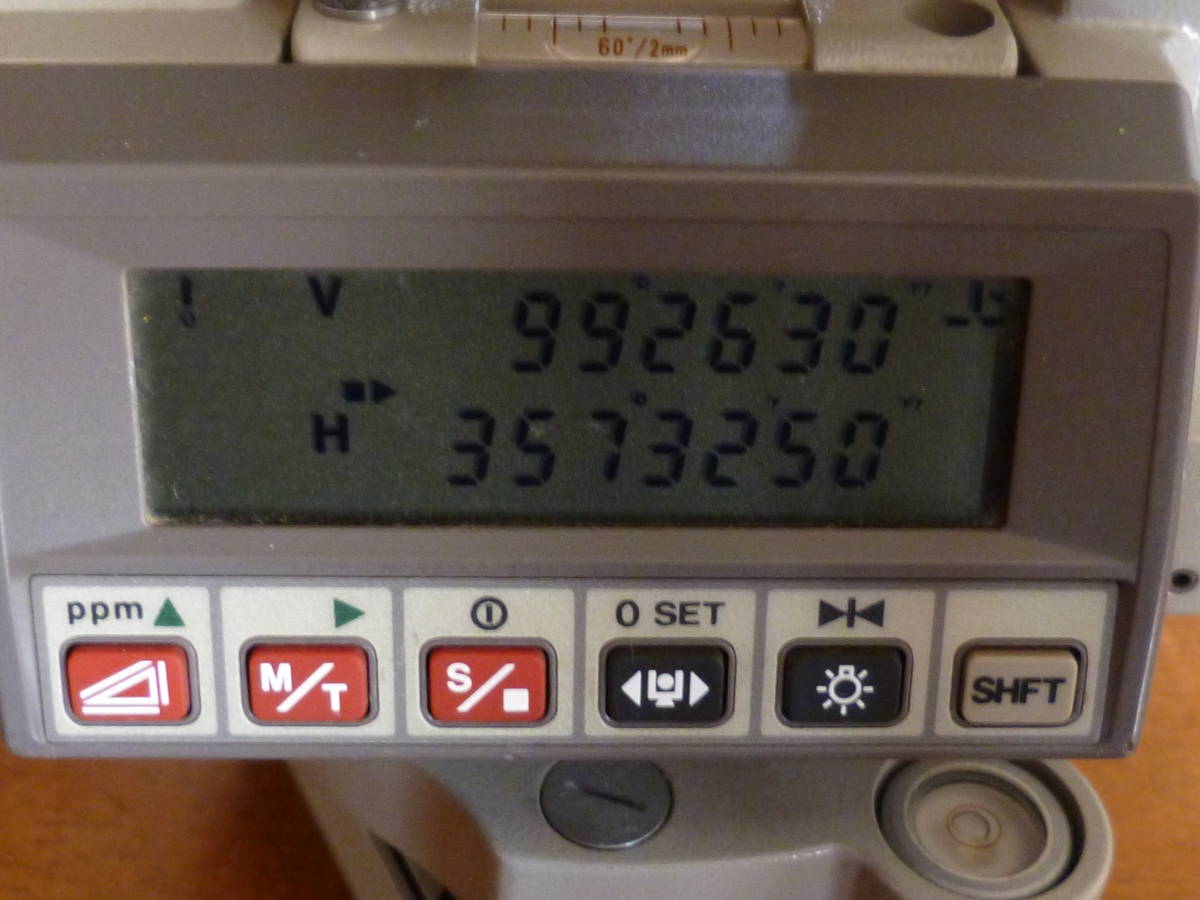 60"/2mm
V 99°26'30"
H 357°32'50"
ppm 0 SET
M/T S/ SHFT